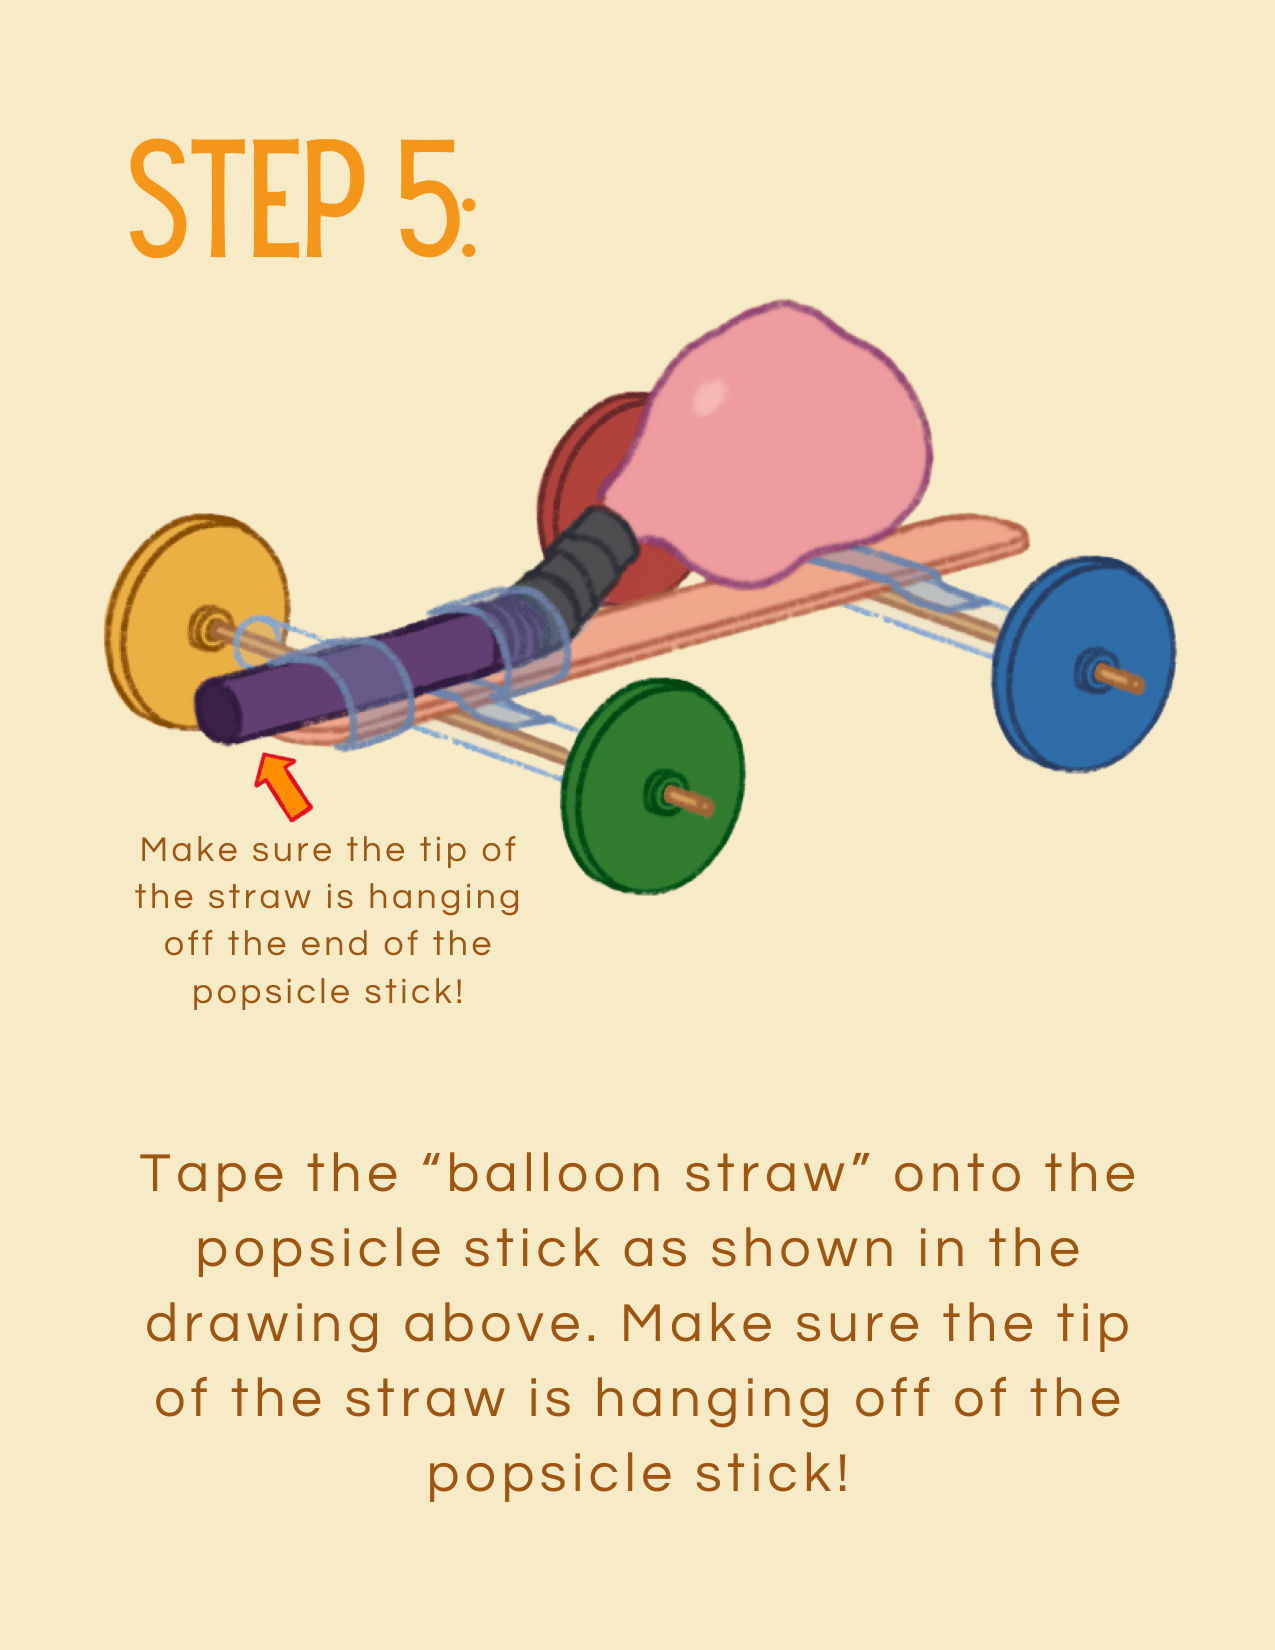 STEP 5:
Make sure the tip of
the straw is hanging
off the end of the
popsicle stick!
Tape the “balloon straw” onto the
popsicle stick as shown in the
drawing above. Make sure the tip
of the straw is hanging off of the
popsicle stick!